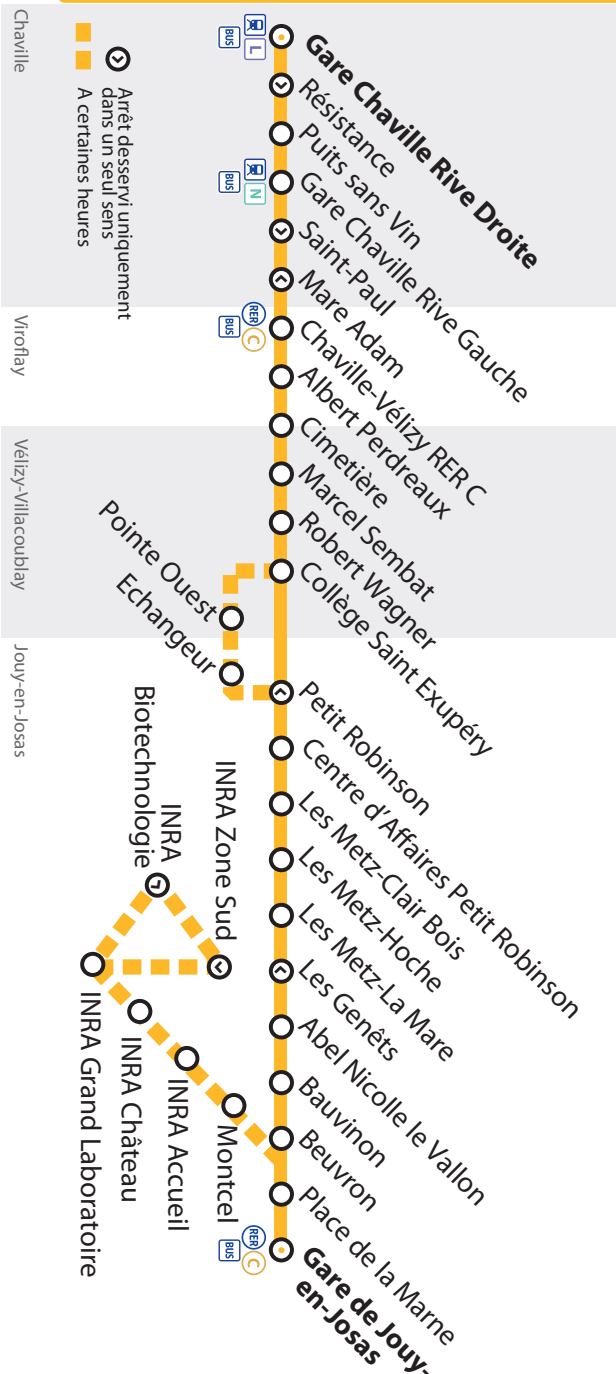 Gare Chaville Rive Droite
Résistance
Puits sans Vin
Gare Chaville Rive Gauche
Saint-Paul
Mare Adam
Chaville-Vélizy RER C
Albert Perdreaux
Cimetière
Marcel Sembat
Robert Wagner
Collège Saint Exupéry
Petit Robinson
Centre d'Affaires Petit Robinson
Les Metz-Clair Bois
Les Metz-Hoche
Les Metz-La Mare
Les Genêts
Abel Nicolle le Vallon
Bauvinon
Beuvron
Place de la Marne
Gare de Jouy-
en-Josas
L
BUS
N
BUS
RER C
BUS
RER C
BUS
Pointe Ouest
Echangeur
INRA Zone Sud
INRA
Biotechnologie
INRA Grand Laboratoire
INRA Château
INRA Accueil
Montcel
Arrêt desservi uniquement
dans un seul sens
A certaines heures
Chaville
Viroflay
Vélizy-Villacoublay
Jouy-en-Josas